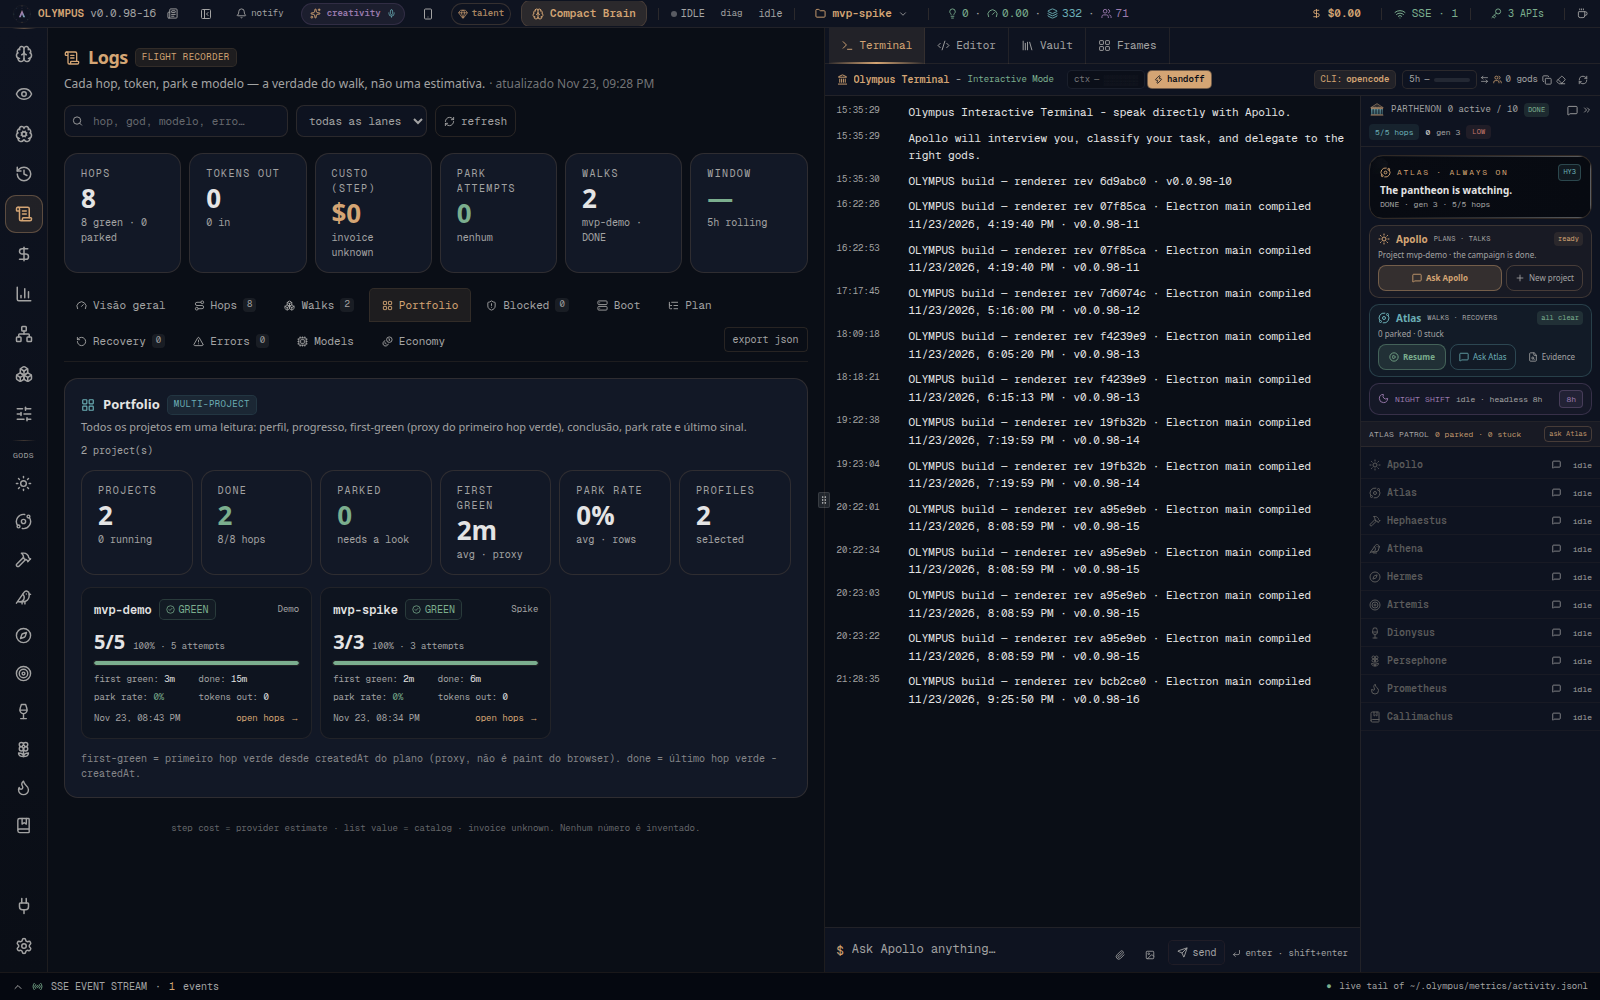 OLYMPUS v0.0.98-16 notify creativity talent Compact Brain IDLE diag idle mvp-spike 0 · 0.00 · 332 · 71 $0.00 SSE · 1 3 APIs
Logs FLIGHT RECORDER
Cada hop, token, park e modelo — a verdade do walk, não uma estimativa. · atualizado Nov 23, 09:28 PM
hop, god, modelo, erro… todas as lanes refresh
HOPS
8
8 green · 0
parked
TOKENS OUT
0
0 in
CUSTO
(STEP)
$0
invoice
unknown
PARK
ATTEMPTS
0
nenhum
WALKS
2
mvp-demo ·
DONE
WINDOW
—
5h rolling
Visão geral Hops 8 Walks 2 Portfolio Blocked 0 Boot Plan
Recovery 0 Errors 0 Models Economy export json
Portfolio MULTI-PROJECT
Todos os projetos em uma leitura: perfil, progresso, first-green (proxy do primeiro hop verde), conclusão, park rate e último sinal.
2 project(s)
PROJECTS
2
0 running
DONE
2
8/8 hops
PARKED
0
needs a look
FIRST
GREEN
2m
avg · proxy
PARK RATE
0%
avg · rows
PROFILES
2
selected
mvp-demo GREEN Demo
5/5 100% · 5 attempts
first green: 3m done: 15m
park rate: 0% tokens out: 0
Nov 23, 08:43 PM open hops →
mvp-spike GREEN Spike
3/3 100% · 3 attempts
first green: 2m done: 6m
park rate: 0% tokens out: 0
Nov 23, 08:34 PM open hops →
first-green = primeiro hop verde desde createdAt do plano (proxy, não é paint do browser). done = último hop verde -
createdAt.
step cost = provider estimate · list value = catalog · invoice unknown. Nenhum número é inventado.
GODS
Terminal Editor Vault Frames
Olympus Terminal – Interactive Mode ctx — handoff CLI: opencode 5h — 0 gods
15:35:29 Olympus Interactive Terminal - speak directly with Apollo.
15:35:29 Apollo will interview you, classify your task, and delegate to the
right gods.
15:35:30 OLYMPUS build — renderer rev 6d9abc0 · v0.0.98-10
16:22:26 OLYMPUS build — renderer rev 07f85ca · Electron main compiled
11/23/2026, 4:19:40 PM · v0.0.98-11
16:22:53 OLYMPUS build — renderer rev 07f85ca · Electron main compiled
11/23/2026, 4:19:40 PM · v0.0.98-11
17:17:45 OLYMPUS build — renderer rev 7d6074c · Electron main compiled
11/23/2026, 5:16:00 PM · v0.0.98-12
18:09:18 OLYMPUS build — renderer rev f4239e9 · Electron main compiled
11/23/2026, 6:05:20 PM · v0.0.98-13
18:18:21 OLYMPUS build — renderer rev f4239e9 · Electron main compiled
11/23/2026, 6:15:13 PM · v0.0.98-13
19:22:38 OLYMPUS build — renderer rev 19fb32b · Electron main compiled
11/23/2026, 7:19:59 PM · v0.0.98-14
19:23:04 OLYMPUS build — renderer rev 19fb32b · Electron main compiled
11/23/2026, 7:19:59 PM · v0.0.98-14
20:22:01 OLYMPUS build — renderer rev a95e9eb · Electron main compiled
11/23/2026, 8:08:59 PM · v0.0.98-15
20:22:34 OLYMPUS build — renderer rev a95e9eb · Electron main compiled
11/23/2026, 8:08:59 PM · v0.0.98-15
20:23:03 OLYMPUS build — renderer rev a95e9eb · Electron main compiled
11/23/2026, 8:08:59 PM · v0.0.98-15
20:23:22 OLYMPUS build — renderer rev a95e9eb · Electron main compiled
11/23/2026, 8:08:59 PM · v0.0.98-15
21:28:35 OLYMPUS build — renderer rev bcb2ce0 · Electron main compiled
11/23/2026, 9:25:50 PM · v0.0.98-16
$ Ask Apollo anything… send enter · shift+enter
PARTHENON 0 active / 10 DONE
5/5 hops 0 gen 3 LOW
ATLAS · ALWAYS ON HY3
The pantheon is watching.
DONE · gen 3 · 5/5 hops
Apollo PLANS · TALKS ready
Project mvp-demo · the campaign is done.
Ask Apollo New project
Atlas WALKS · RECOVERS all clear
0 parked · 0 stuck
Resume Ask Atlas Evidence
NIGHT SHIFT idle · headless 8h 8h
ATLAS PATROL 0 parked · 0 stuck ask Atlas
Apollo idle
Atlas idle
Hephaestus idle
Athena idle
Hermes idle
Artemis idle
Dionysus idle
Persephone idle
Prometheus idle
Callimachus idle
SSE EVENT STREAM · 1 events live tail of ~/.olympus/metrics/activity.jsonl